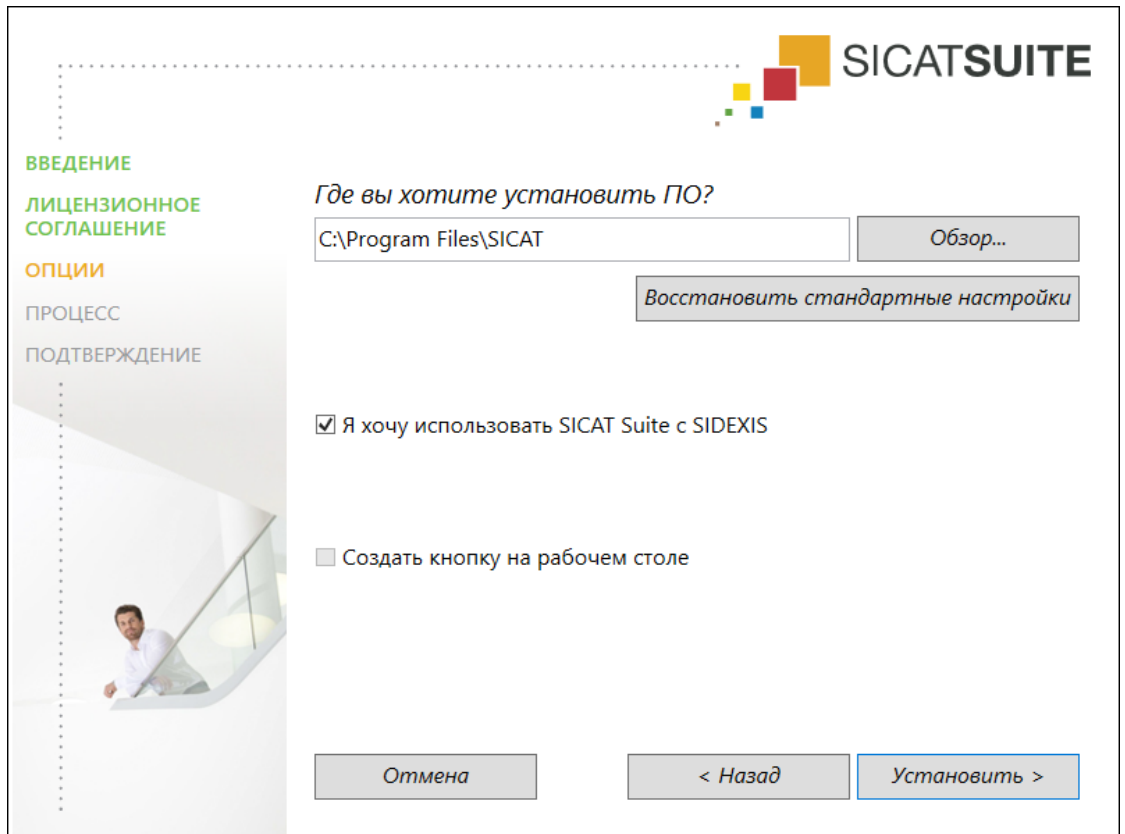 SICATSUITE
ВВЕДЕНИЕ
ЛИЦЕНЗИОННОЕ
СОГЛАШЕНИЕ
ОПЦИИ
ПРОЦЕСС
ПОДТВЕРЖДЕНИЕ
Где вы хотите установить ПО?
C:\Program Files\SICAT
Обзор...
Восстановить стандартные настройки
Я хочу использовать SICAT Suite с SIDEXIS
Создать кнопку на рабочем столе
Отмена
< Назад
Установить >